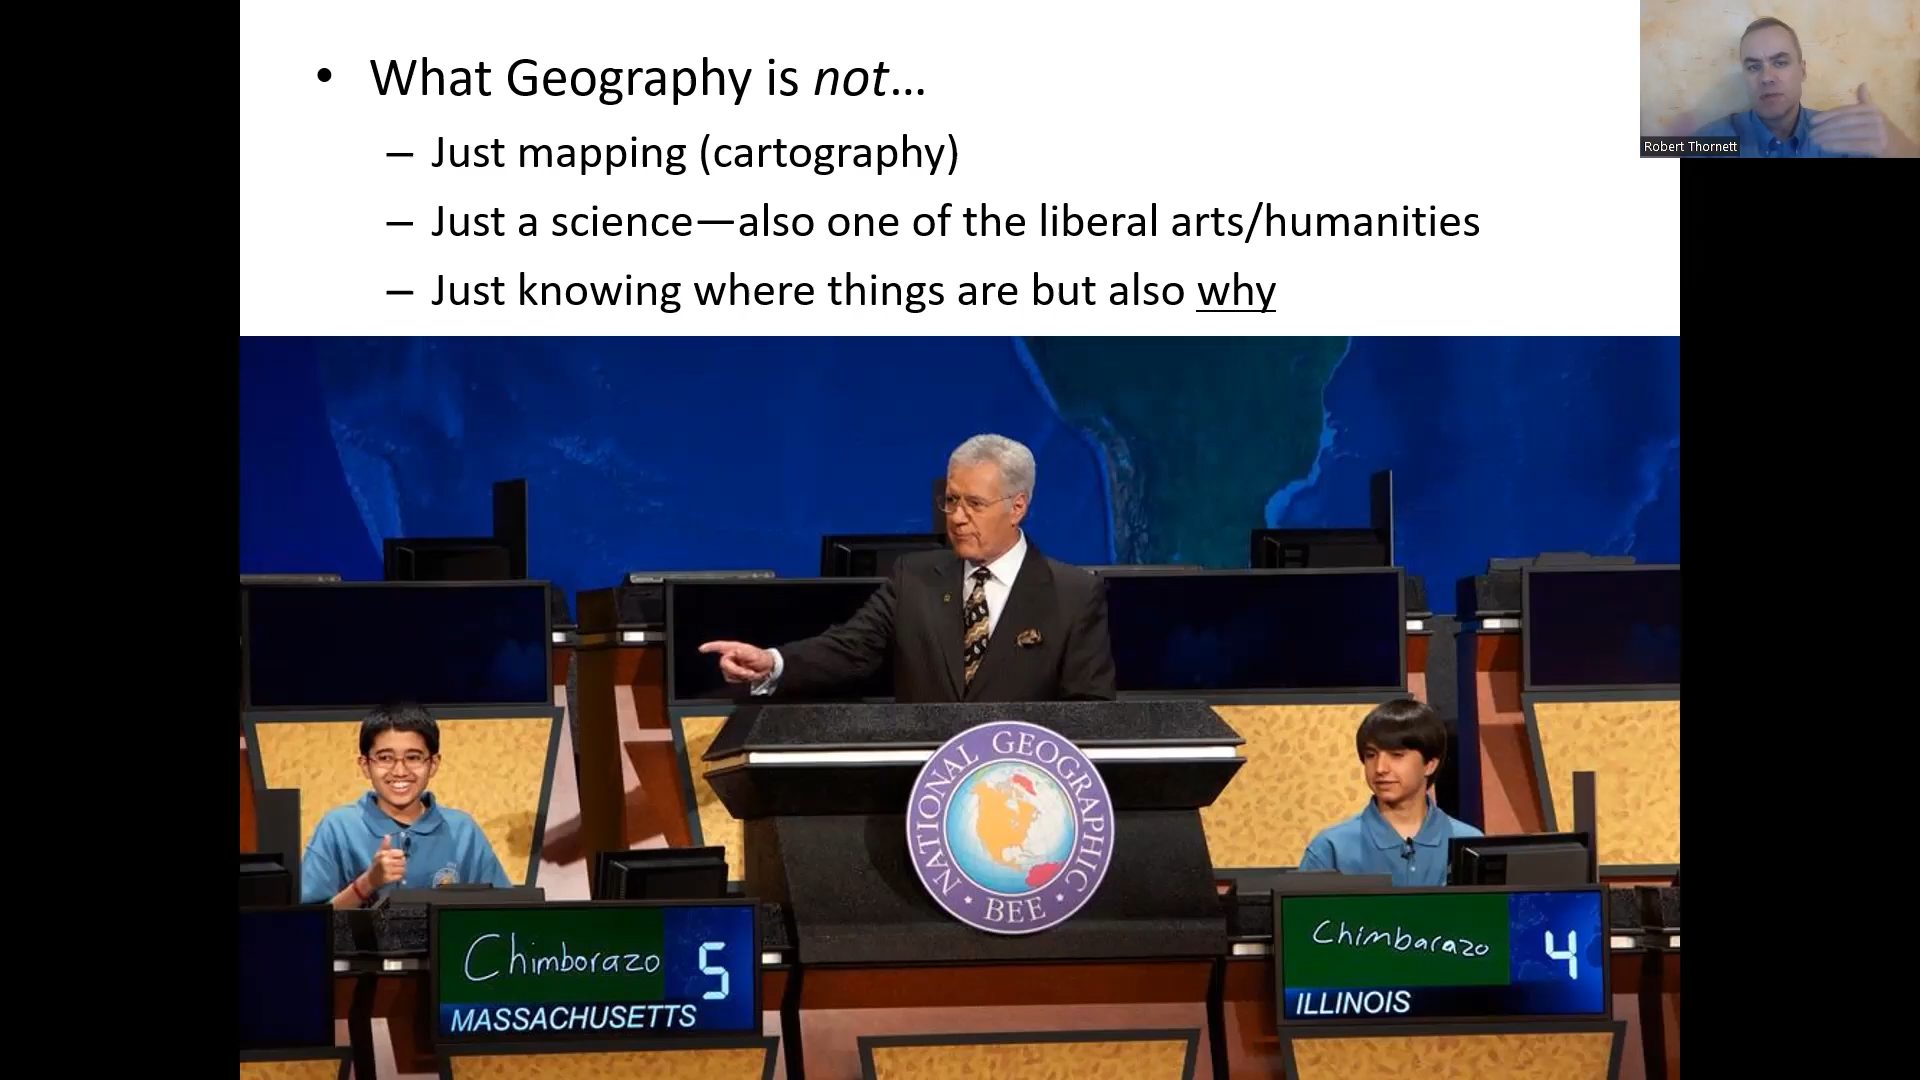 • What Geography is not…
– Just mapping (cartography)
– Just a science—also one of the liberal arts/humanities
– Just knowing where things are but also why
Robert Thornett
NATIONAL GEOGRAPHIC
• BEE •
Chimborazo 5
MASSACHUSETTS
Chimbarazo 4
ILLINOIS